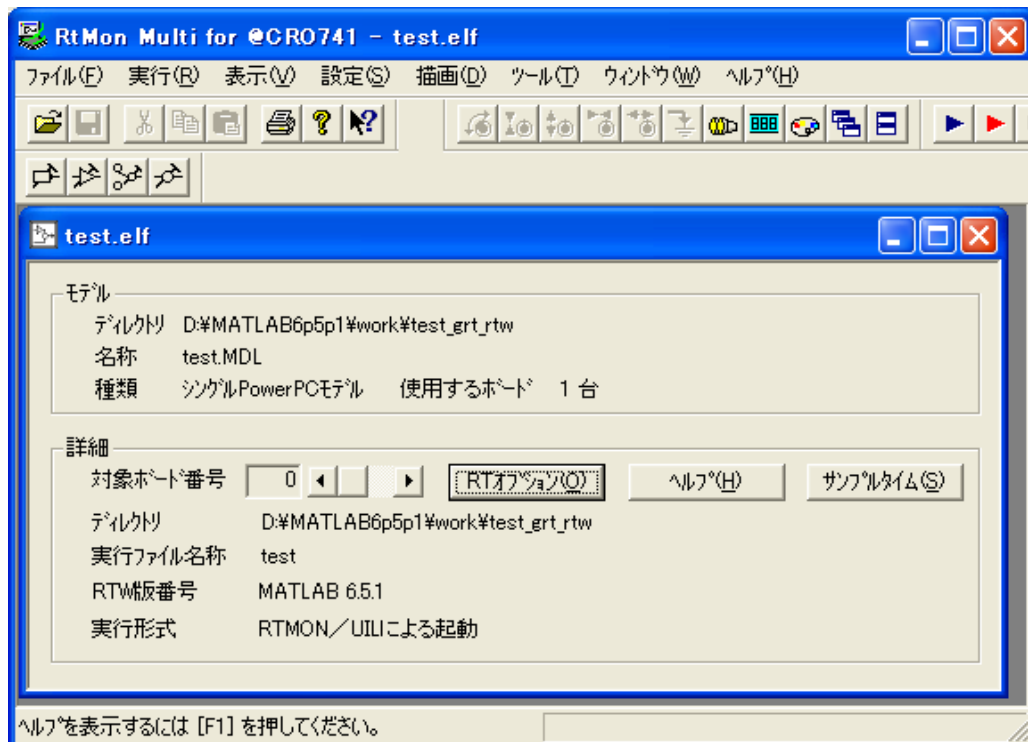 RtMon Multi for @CRO741 - test.elf
ファイル(F) 実行(R) 表示(V) 設定(S) 描画(D) ツール(T) ウィンドウ(W) ヘルプ(H)
test.elf
モデル
ディレクトリ D:¥MATLAB6p5p1¥work¥test_grt_rtw
名称 test.MDL
種類 シングルPowerPCモデル 使用するボード 1 台
詳細
対象ボード番号 0 RTオプション(O) ヘルプ(H) サンプルタイム(S)
ディレクトリ D:¥MATLAB6p5p1¥work¥test_grt_rtw
実行ファイル名称 test
RTW版番号 MATLAB 6.5.1
実行形式 RTMON／UILIによる起動
ヘルプを表示するには [F1] を押してください。